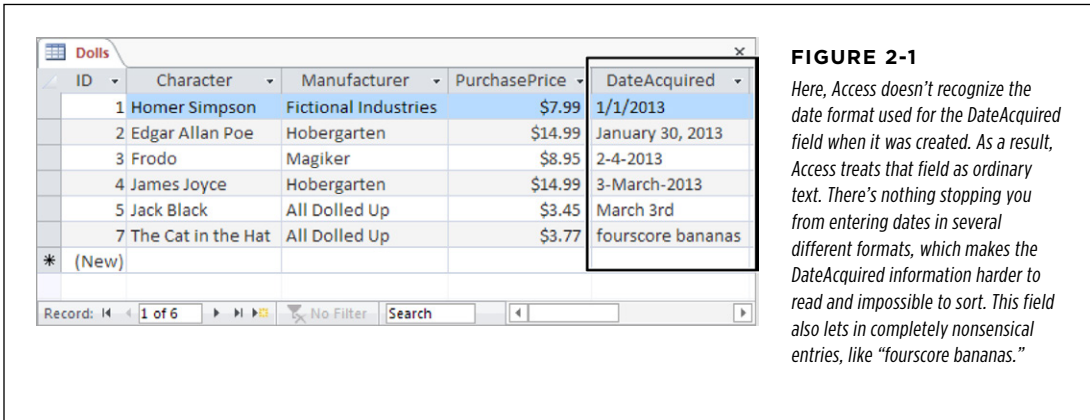 Dolls ×
ID Character Manufacturer PurchasePrice DateAcquired
1 Homer Simpson Fictional Industries $7.99 1/1/2013
2 Edgar Allan Poe Hobergarten $14.99 January 30, 2013
3 Frodo Magiker $8.95 2-4-2013
4 James Joyce Hobergarten $14.99 3-March-2013
5 Jack Black All Dolled Up $3.45 March 3rd
7 The Cat in the Hat All Dolled Up $3.77 fourscore bananas
* (New)
Record: 1 of 6 No Filter Search
FIGURE 2-1
Here, Access doesn’t recognize the
date format used for the DateAcquired
field when it was created. As a result,
Access treats that field as ordinary
text. There’s nothing stopping you
from entering dates in several
different formats, which makes the
DateAcquired information harder to
read and impossible to sort. This field
also lets in completely nonsensical
entries, like “fourscore bananas.”